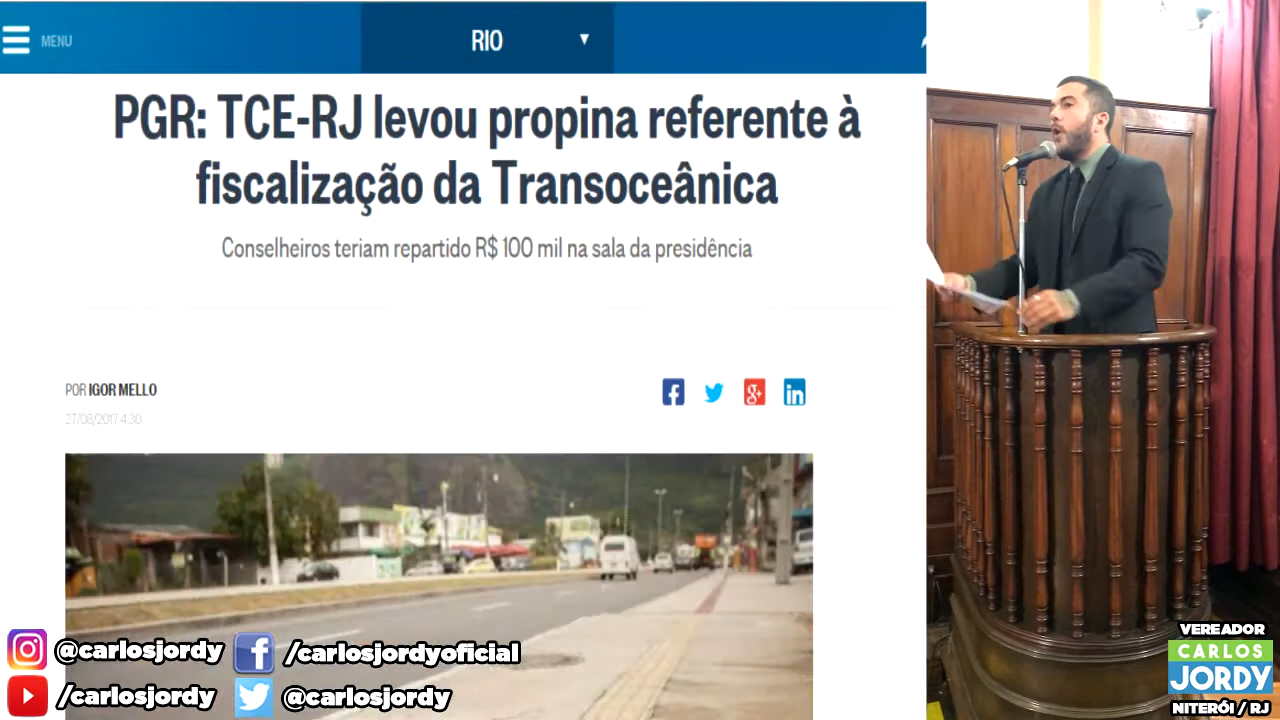 MENU
RIO
PGR: TCE-RJ levou propina referente à
fiscalização da Transoceânica
Conselheiros teriam repartido R$ 100 mil na sala da presidência
POR IGOR MELLO
27/08/2017 4:30
@carlosjordy
/carlosjordyoficial
/carlosjordy
@carlosjordy
VEREADOR
CARLOS
JORDY
NITERÓI / RJ